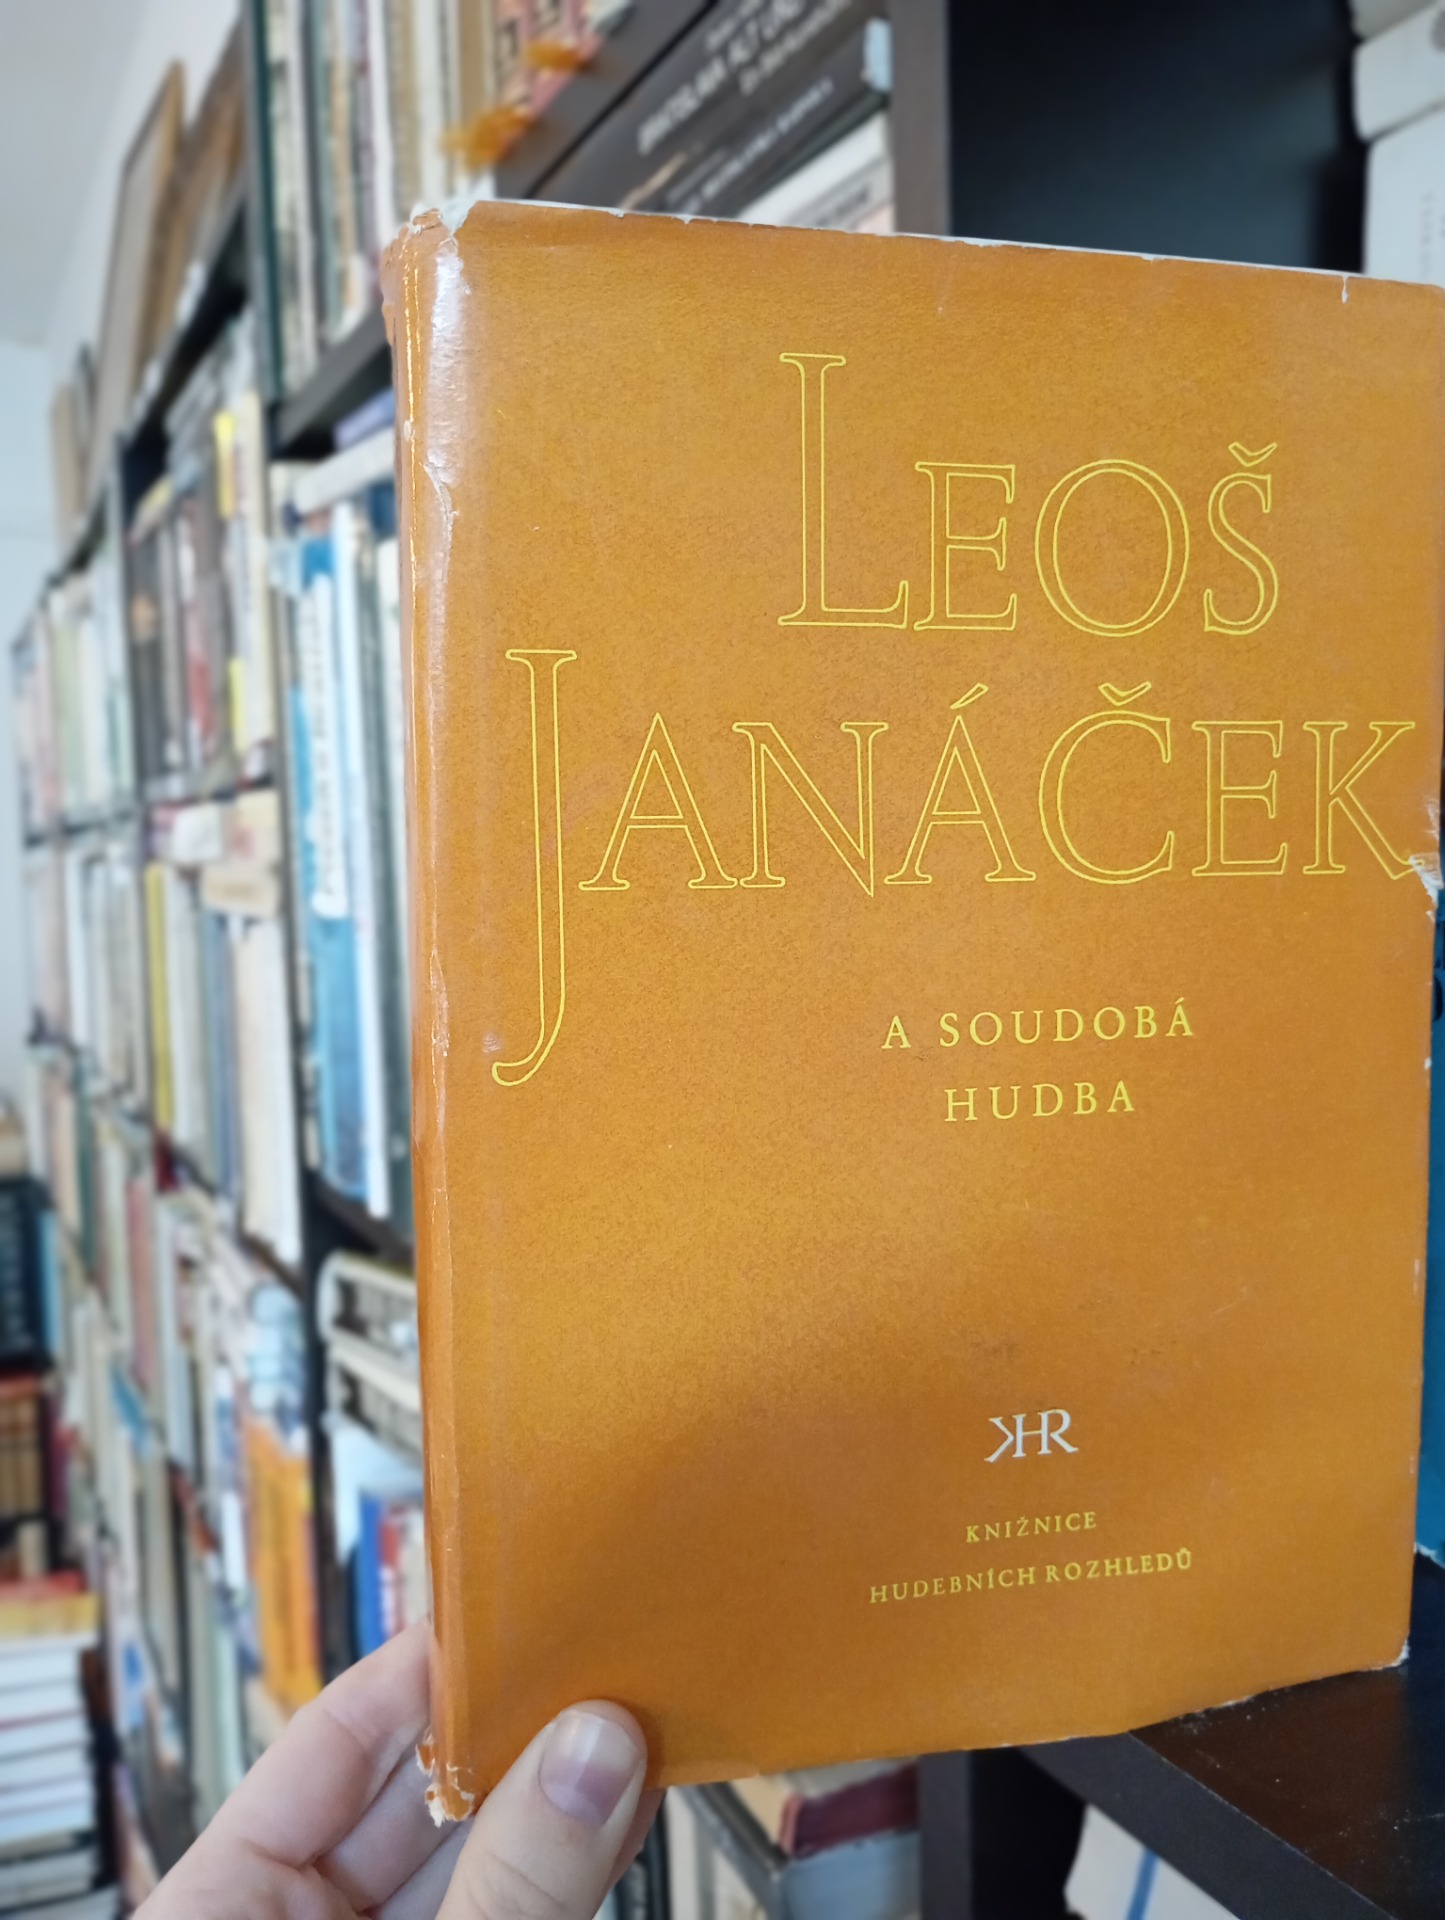 LEOŠ
JANÁČEK
A SOUDOBÁ
HUDBA
KHR
KNIŽNICE
HUDEBNÍCH ROZHLEDŮ